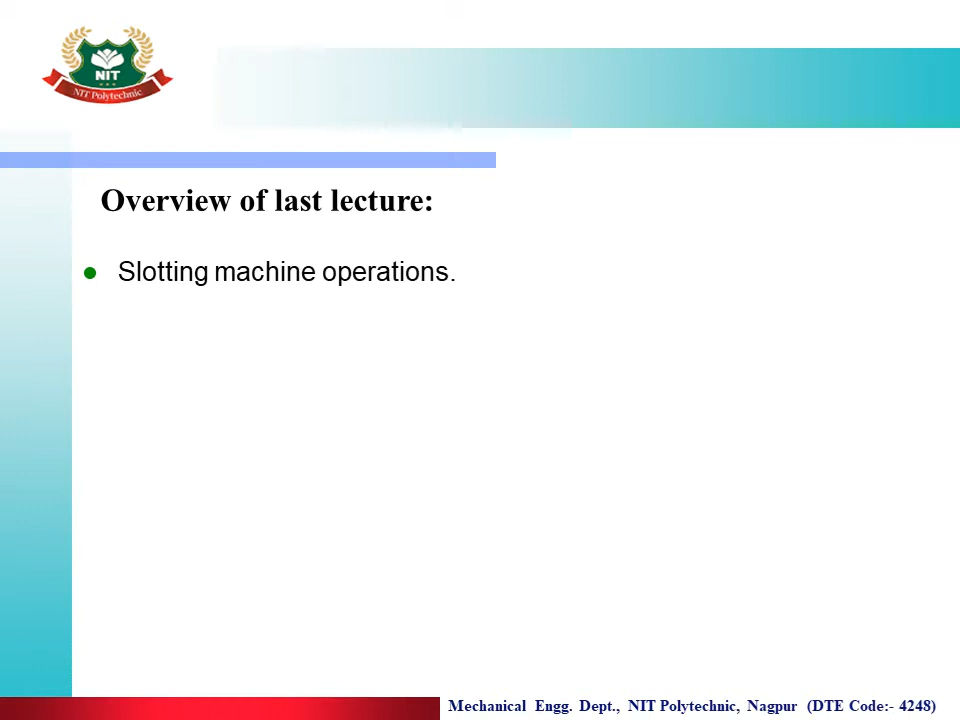 NIT
NIT Polytechnic
Overview of last lecture:
Slotting machine operations.
Mechanical Engg. Dept., NIT Polytechnic, Nagpur (DTE Code:- 4248)